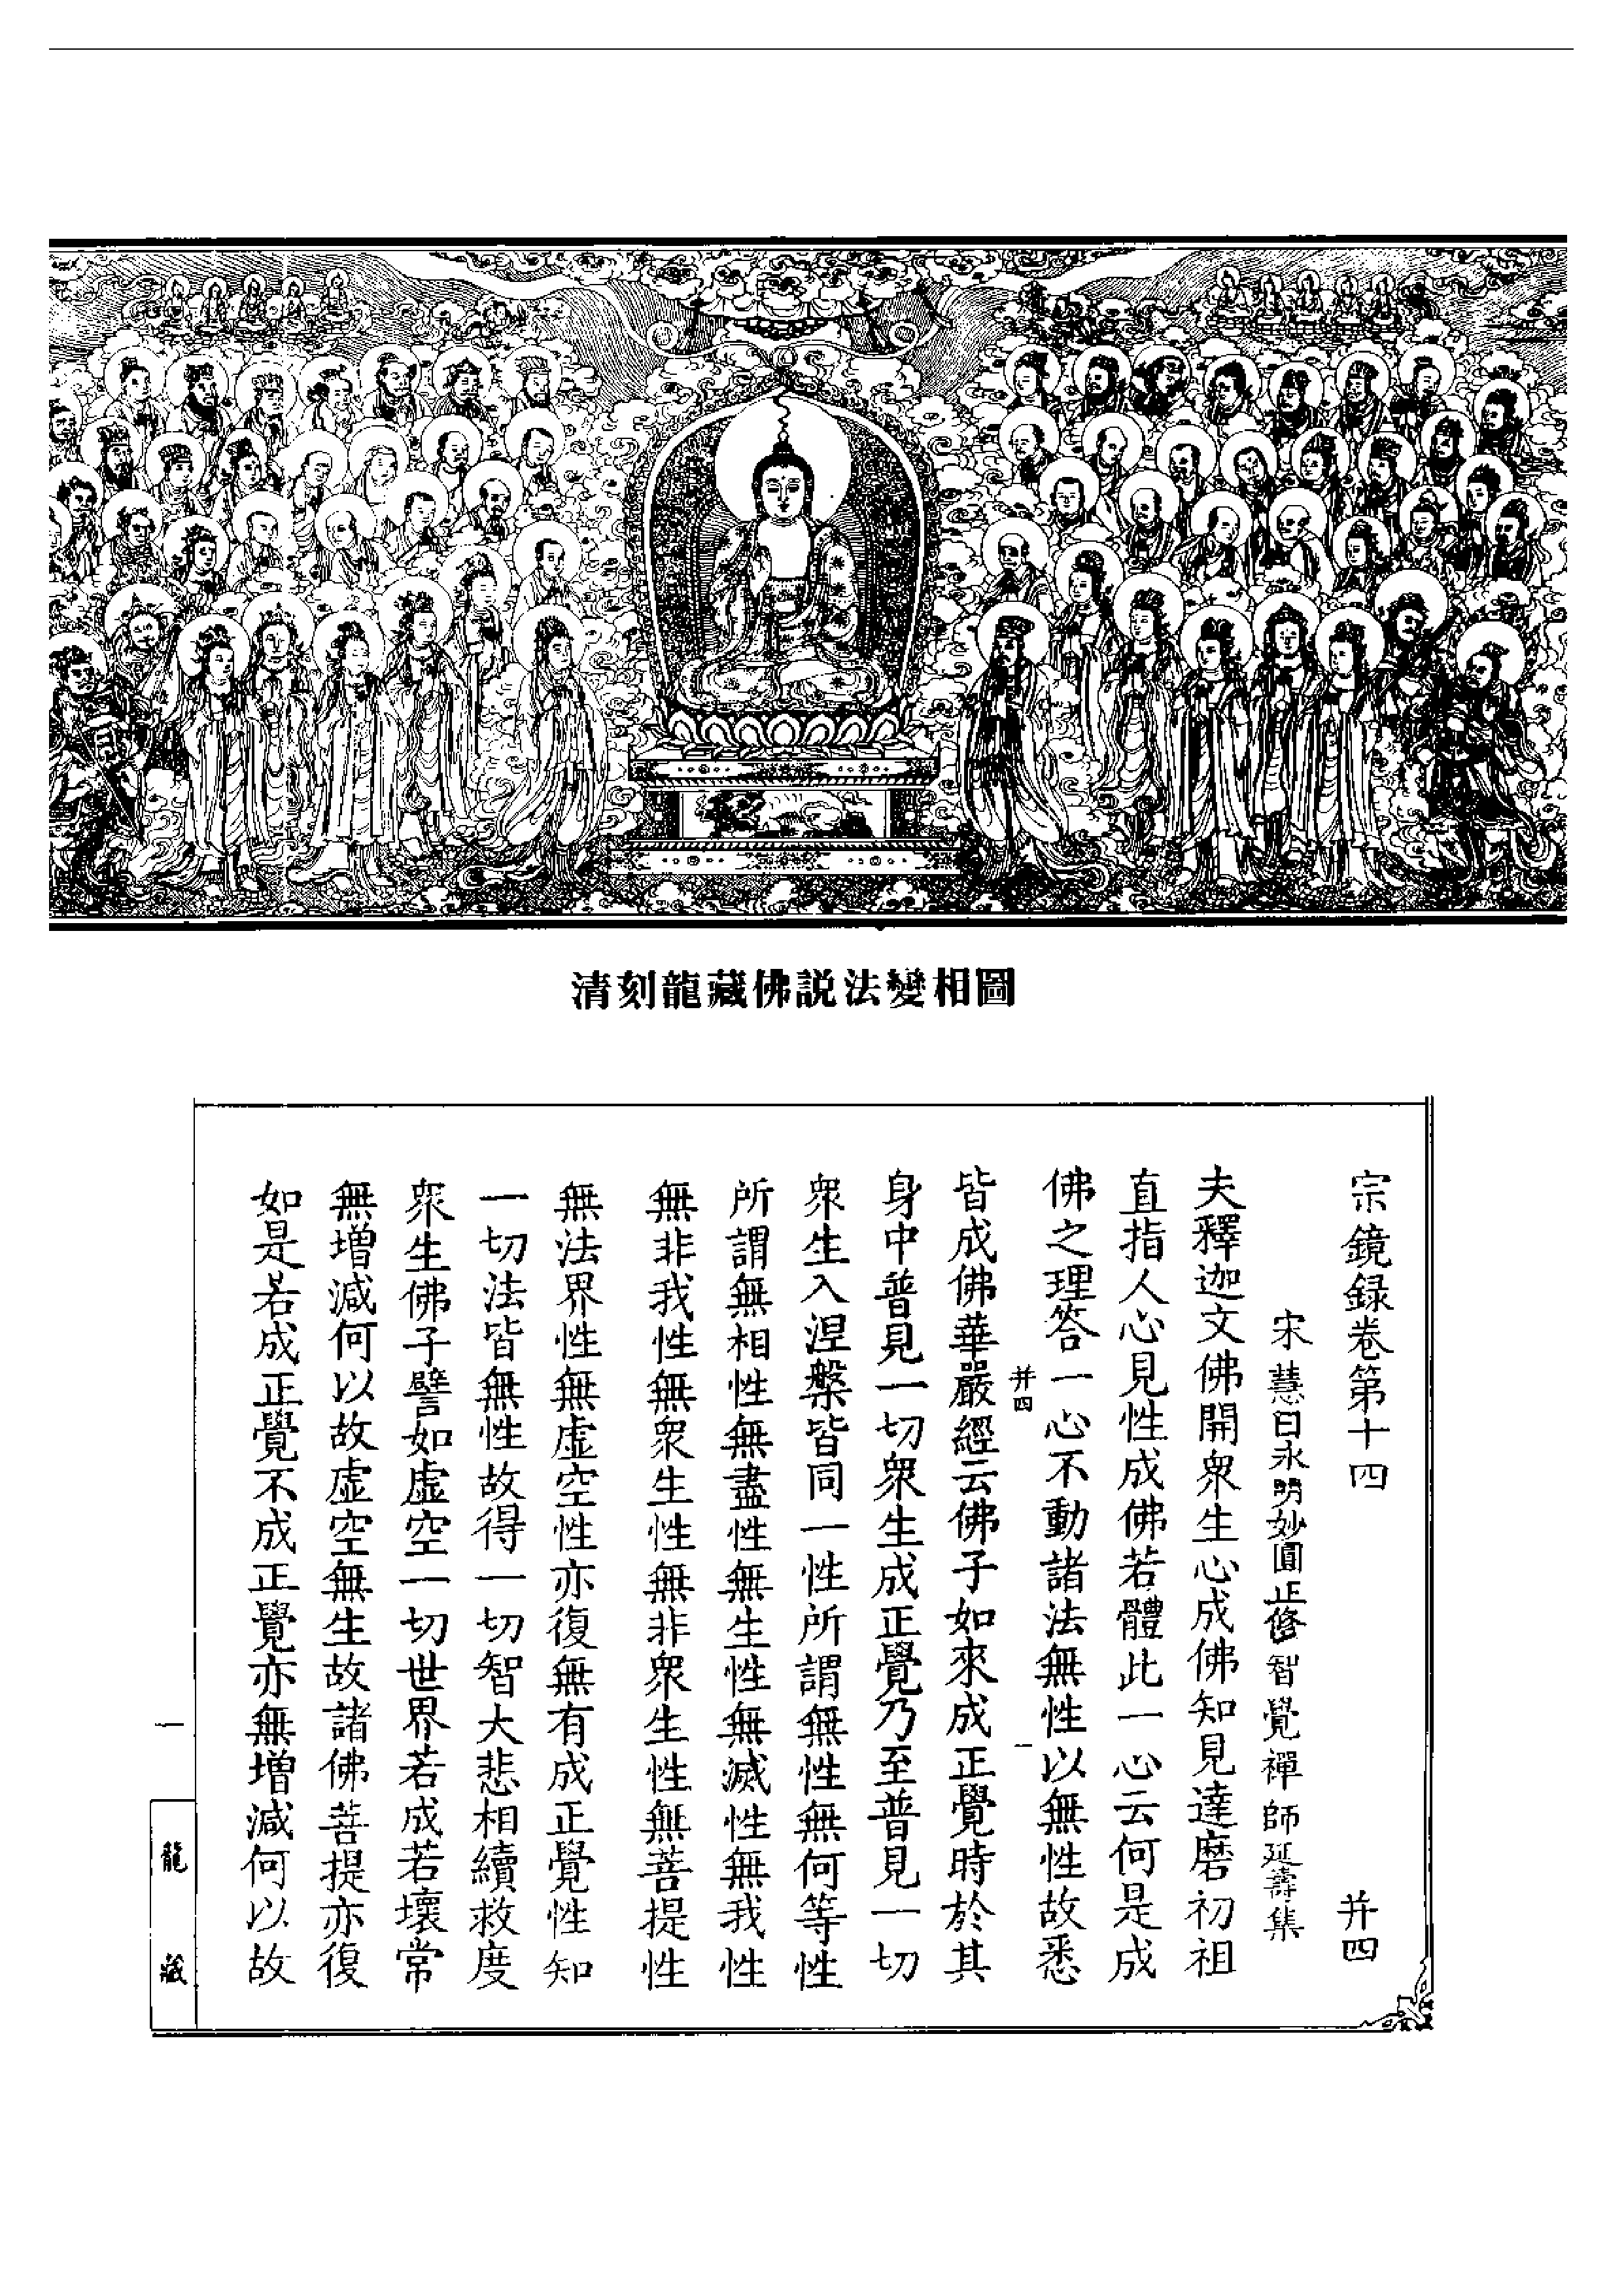 清刻龍藏佛説法變相圖
宗鏡録卷第十四 并四
宋慧日永明妙圓正修智覺禪師延壽集
夫釋迦文佛開衆生心成佛知見達磨初祖
直指人心見性成佛若體此一心云何是成
佛之理答一心不動諸法無性以無性故悉
并四 一
皆成佛華嚴經云佛子如來成正覺時於其
身中普見一切衆生成正覺乃至普見一切
衆生入涅槃皆同一性所謂無性無何等性
所謂無相性無盡性無生性無滅性無我性
無非我性無衆生性無非衆生性無菩提性
無法界性無虛空性亦復無有成正覺性知
一切法皆無性故得一切智大悲相續救度
衆生佛子譬如虛空一切世界若成若壞常
無增減何以故虛空無生故諸佛菩提亦復
如是若成正覺不成正覺亦無增減何以故
一
龍藏